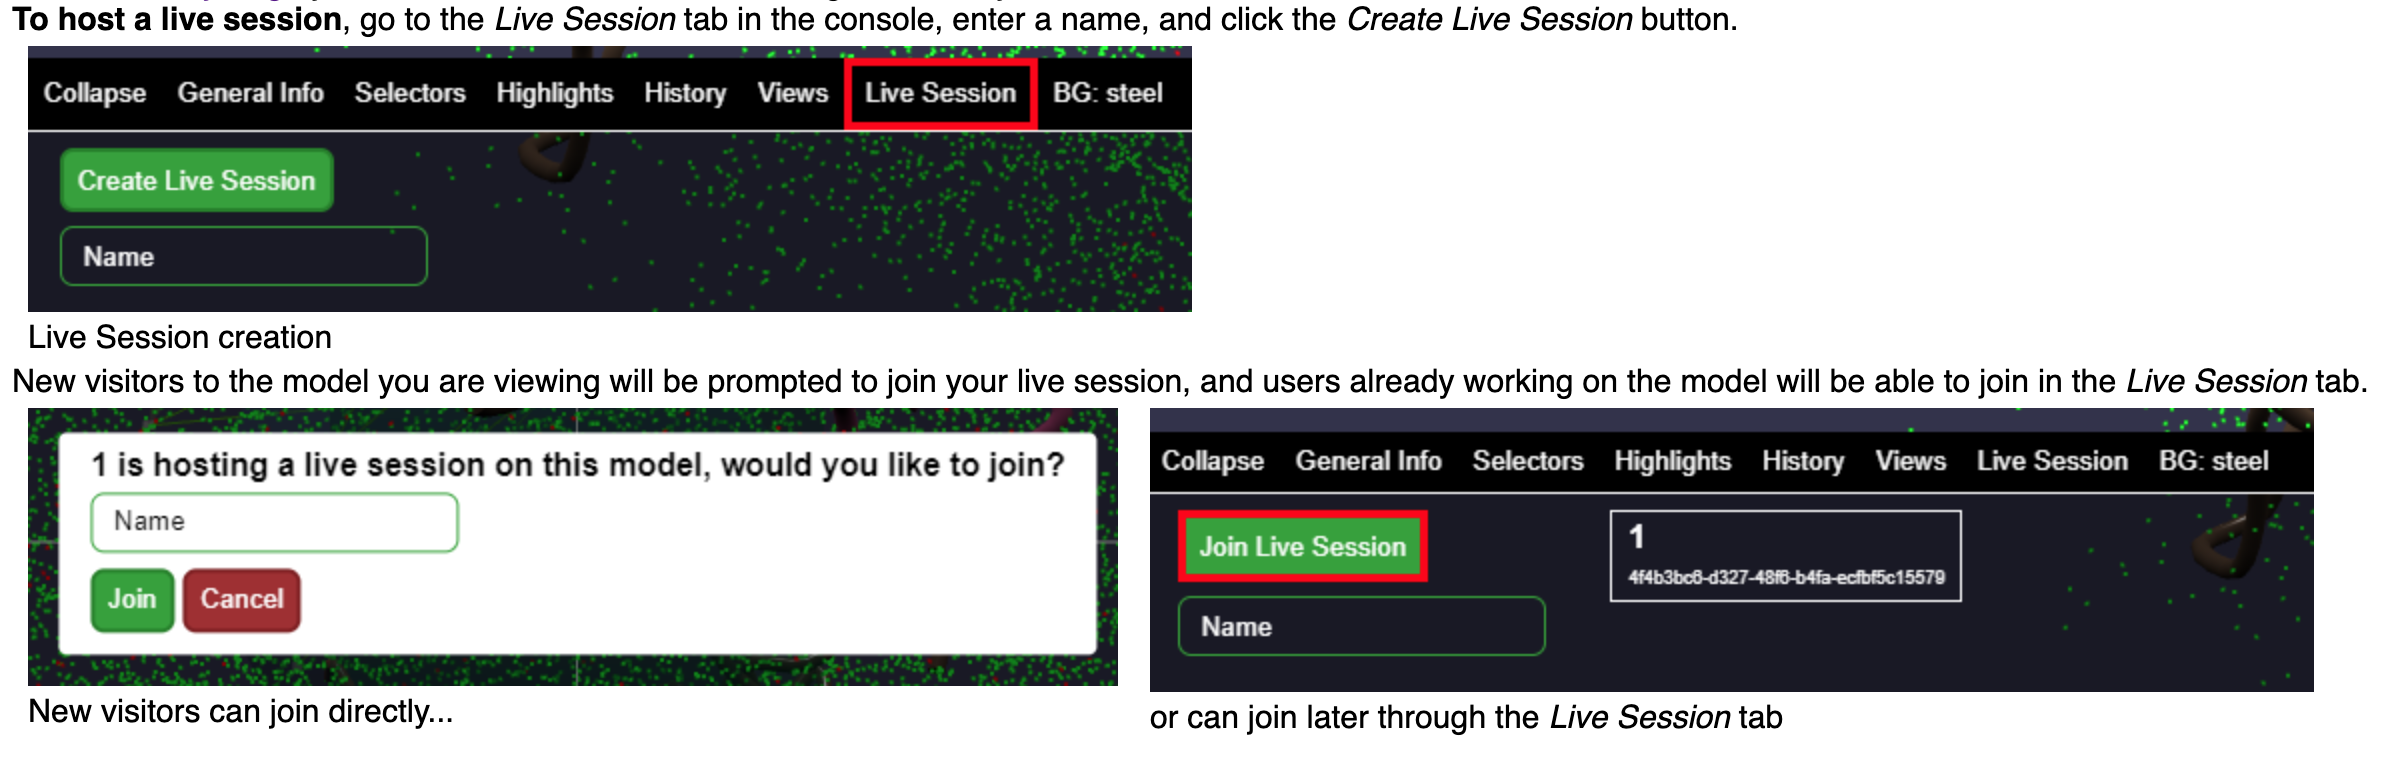 To host a live session, go to the Live Session tab in the console, enter a name, and click the Create Live Session button.
Collapse General Info Selectors Highlights History Views Live Session BG: steel
Create Live Session
Name
Live Session creation
New visitors to the model you are viewing will be prompted to join your live session, and users already working on the model will be able to join in the Live Session tab.
1 is hosting a live session on this model, would you like to join?
Name
Join Cancel
New visitors can join directly...
Collapse General Info Selectors Highlights History Views Live Session BG: steel
Join Live Session
1
4f4b3bc6-d327-48f6-b4fa-ecfbf5c15579
Name
or can join later through the Live Session tab